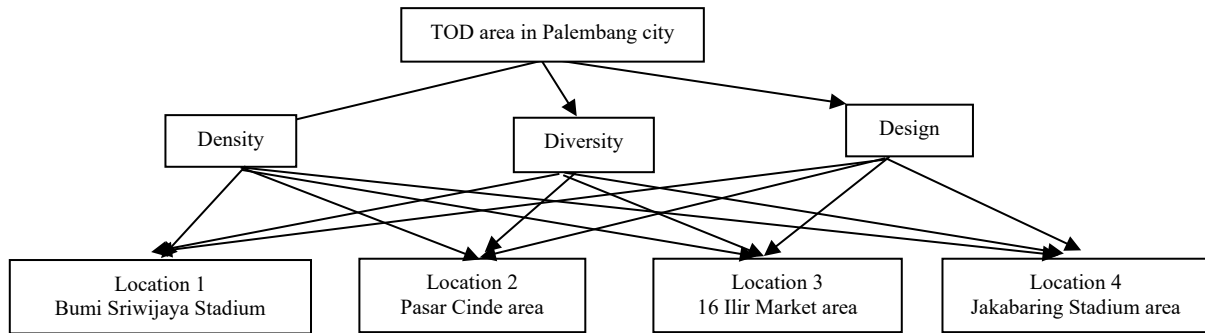 TOD area in Palembang city
Density
Diversity
Design
Location 1
Bumi Sriwijaya Stadium
Location 2
Pasar Cinde area
Location 3
16 Ilir Market area
Location 4
Jakabaring Stadium area